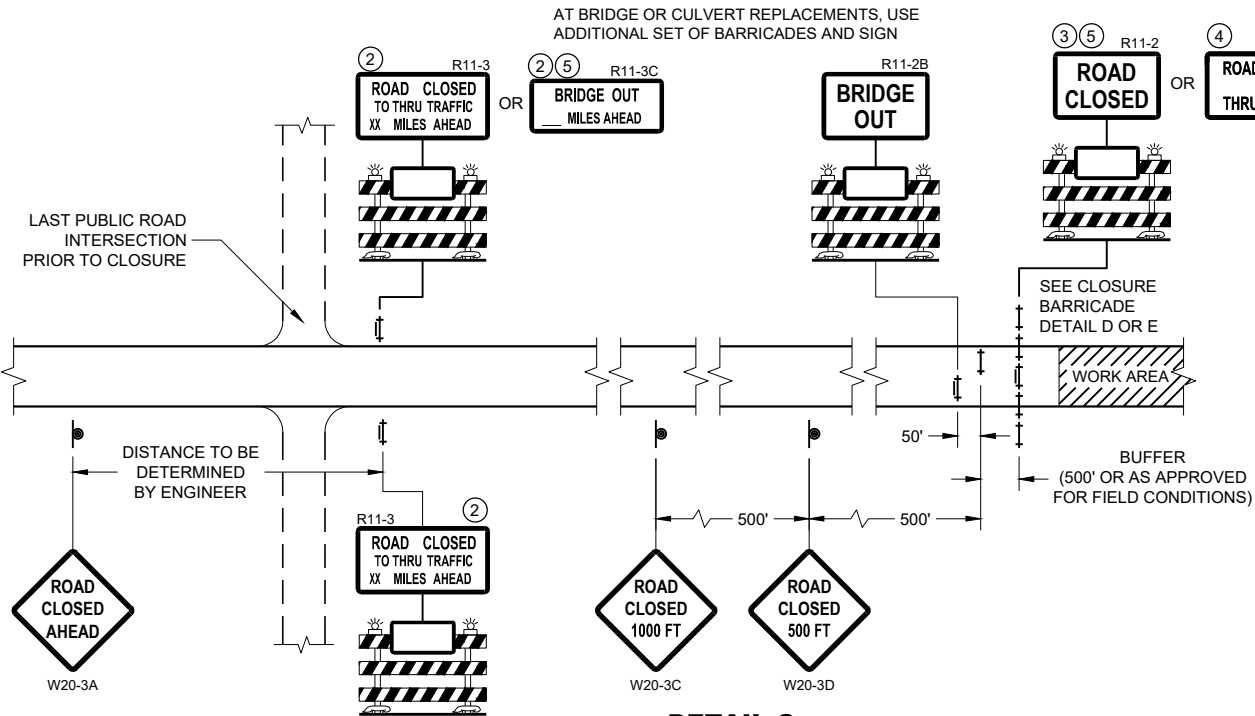 AT BRIDGE OR CULVERT REPLACEMENTS, USE
ADDITIONAL SET OF BARRICADES AND SIGN
2
R11-3
ROAD CLOSED
TO THRU TRAFFIC
XX MILES AHEAD
OR
2 5
R11-3C
BRIDGE OUT
___ MILES AHEAD
R11-2B
BRIDGE
OUT
3 5
R11-2
ROAD
CLOSED
OR
4
ROAD
THRU
LAST PUBLIC ROAD
INTERSECTION
PRIOR TO CLOSURE
SEE CLOSURE
BARRICADE
DETAIL D OR E
WORK AREA
DISTANCE TO BE
DETERMINED
BY ENGINEER
50'
BUFFER
(500' OR AS APPROVED
FOR FIELD CONDITIONS)
500'
500'
R11-3
2
ROAD CLOSED
TO THRU TRAFFIC
XX MILES AHEAD
ROAD
CLOSED
AHEAD
W20-3A
ROAD
CLOSED
1000 FT
W20-3C
ROAD
CLOSED
500 FT
W20-3D